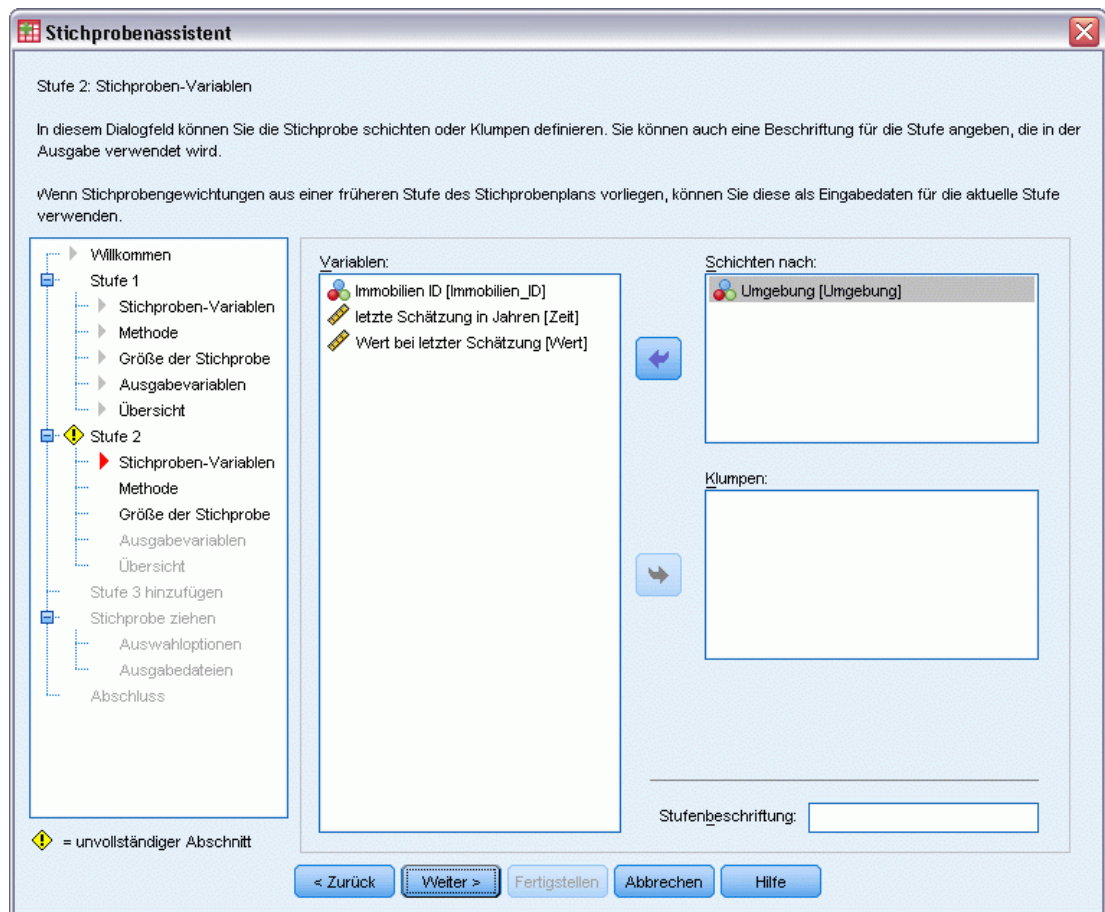 Stichprobenassistent
Stufe 2: Stichproben-Variablen
In diesem Dialogfeld können Sie die Stichprobe schichten oder Klumpen definieren. Sie können auch eine Beschriftung für die Stufe angeben, die in der
Ausgabe verwendet wird.
Wenn Stichprobengewichtungen aus einer früheren Stufe des Stichprobenplans vorliegen, können Sie diese als Eingabedaten für die aktuelle Stufe
verwenden.
Willkommen
Stufe 1
Stichproben-Variablen
Methode
Größe der Stichprobe
Ausgabevariablen
Übersicht
Stufe 2
Stichproben-Variablen
Methode
Größe der Stichprobe
Ausgabevariablen
Übersicht
Stufe 3 hinzufügen
Stichprobe ziehen
Auswahloptionen
Ausgabedateien
Abschluss
= unvollständiger Abschnitt
Variablen:
Immobilien ID [Immobilien_ID]
letzte Schätzung in Jahren [Zeit]
Wert bei letzter Schätzung [Wert]
Schichten nach:
Umgebung [Umgebung]
Klumpen:
Stufenbeschriftung:
< Zurück
Weiter >
Fertigstellen
Abbrechen
Hilfe